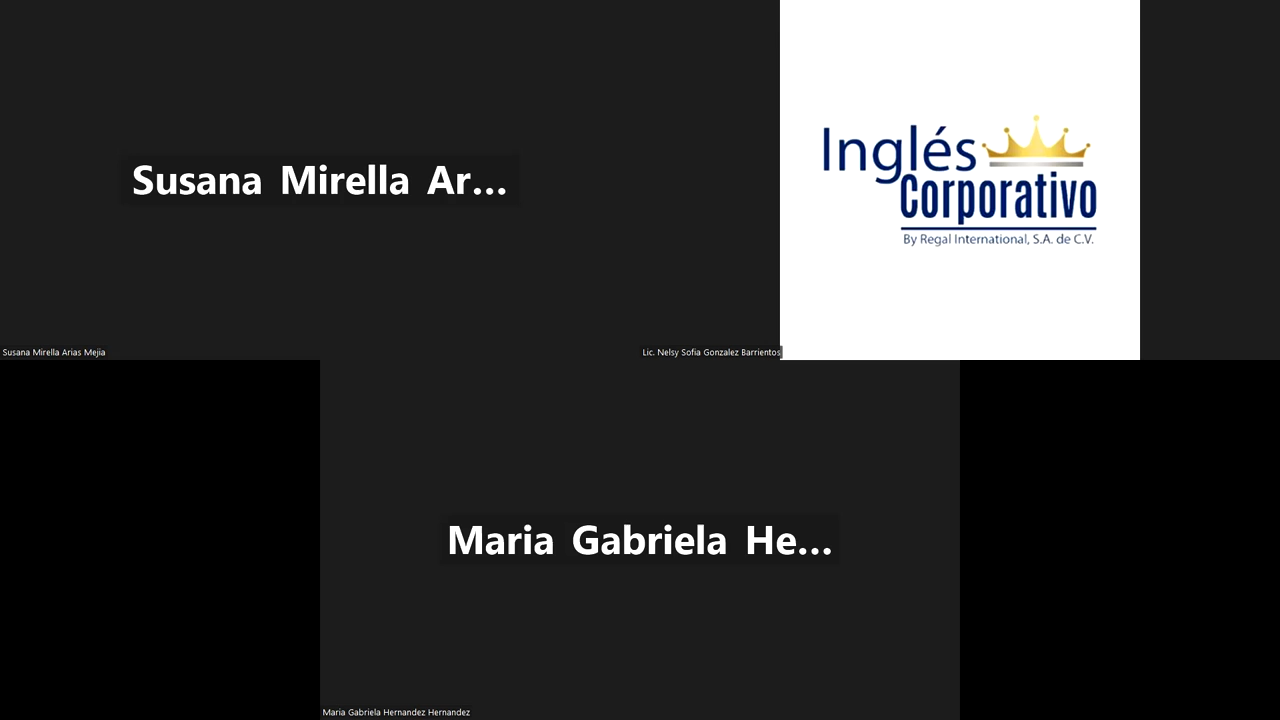 Susana Mirella Ar...
Susana Mirella Arias Mejia
Inglés
Corporativo
By Regal International, S.A. de C.V.
Lic. Nelsy Sofia Gonzalez Barrientos
Maria Gabriela He...
Maria Gabriela Hernandez Hernandez